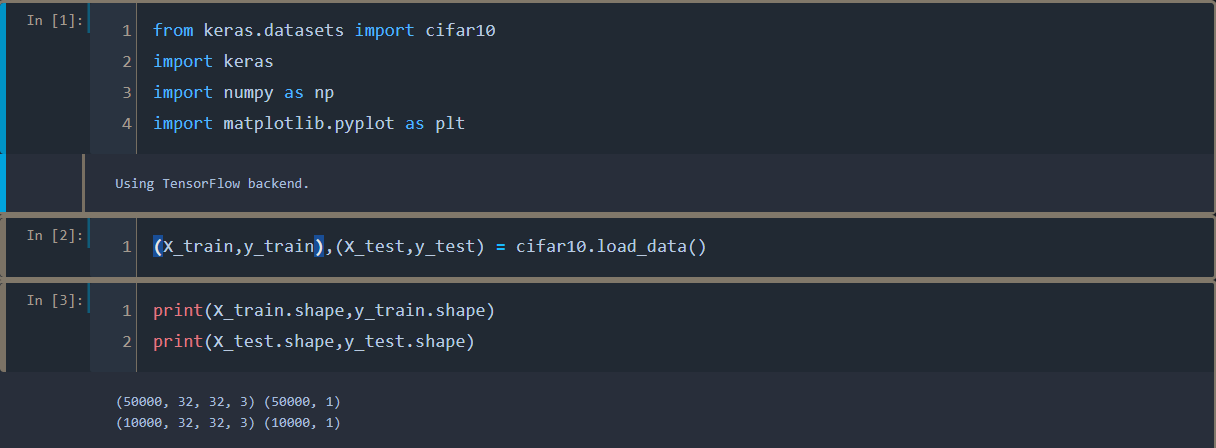 In [1]:
1 from keras.datasets import cifar10
2 import keras
3 import numpy as np
4 import matplotlib.pyplot as plt
Using TensorFlow backend.
In [2]:
1 (X_train,y_train),(X_test,y_test) = cifar10.load_data()
In [3]:
1 print(X_train.shape,y_train.shape)
2 print(X_test.shape,y_test.shape)
(50000, 32, 32, 3) (50000, 1)
(10000, 32, 32, 3) (10000, 1)